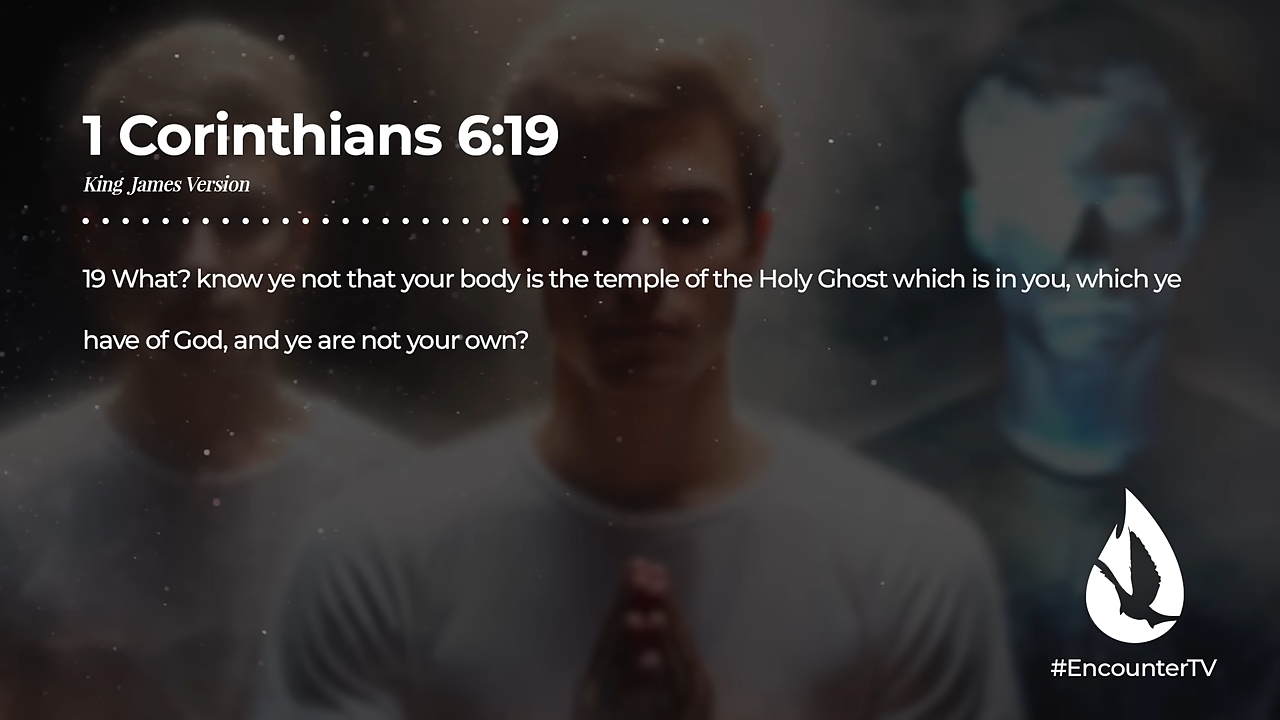 1 Corinthians 6:19
King James Version
19 What? know ye not that your body is the temple of the Holy Ghost which is in you, which ye
have of God, and ye are not your own?
#EncounterTV